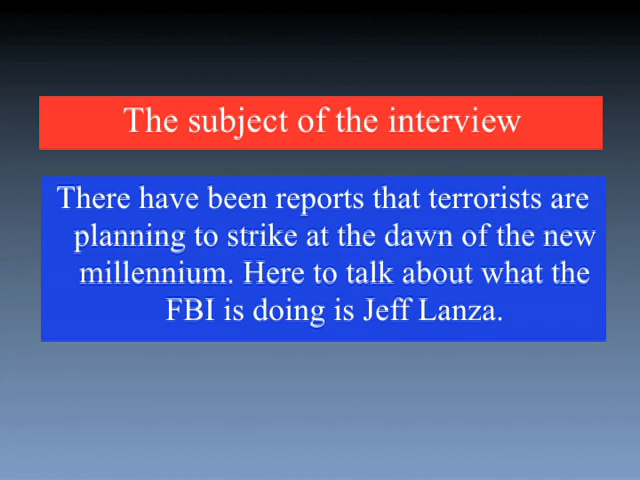 The subject of the interview
There have been reports that terrorists are
planning to strike at the dawn of the new
millennium. Here to talk about what the
FBI is doing is Jeff Lanza.